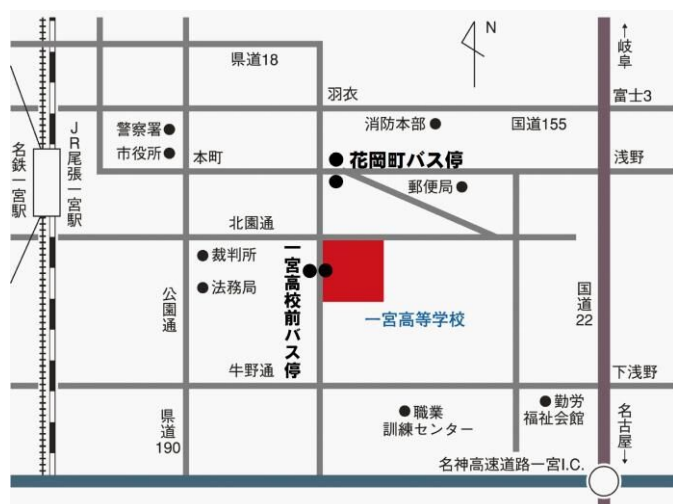 N
←岐阜
県道18
羽衣
富士3
消防本部
国道155
警察署
市役所
本町
花岡町バス停
浅野
郵便局
名鉄一宮駅
JR尾張一宮駅
北園通
裁判所
法務局
一宮高校前バス停
公園通
一宮高等学校
国道
22
牛野通
下浅野
県道
190
職業
訓練センター
勤労
福祉会館
名古屋→
名神高速道路一宮I.C.